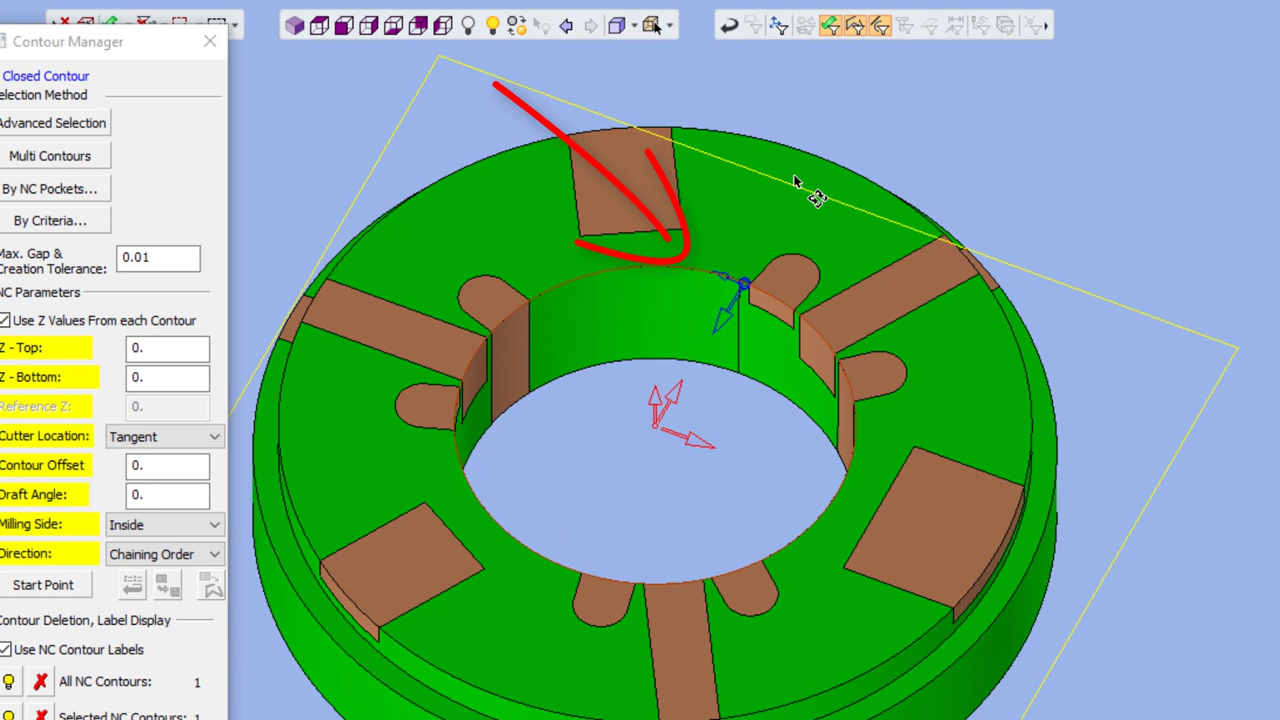 Contour Manager
Closed Contour
election Method
Advanced Selection
Multi Contours
By NC Pockets...
By Criteria...
Max. Gap &
Creation Tolerance:
0.01
NC Parameters
Use Z Values From each Contour
Z - Top:
0.
Z - Bottom:
0.
Reference Z:
0.
Cutter Location:
Tangent
Contour Offset
0.
Draft Angle:
0.
Milling Side:
Inside
Direction:
Chaining Order
Start Point
Contour Deletion, Label Display
Use NC Contour Labels
All NC Contours: 1
Selected NC Contours: 1